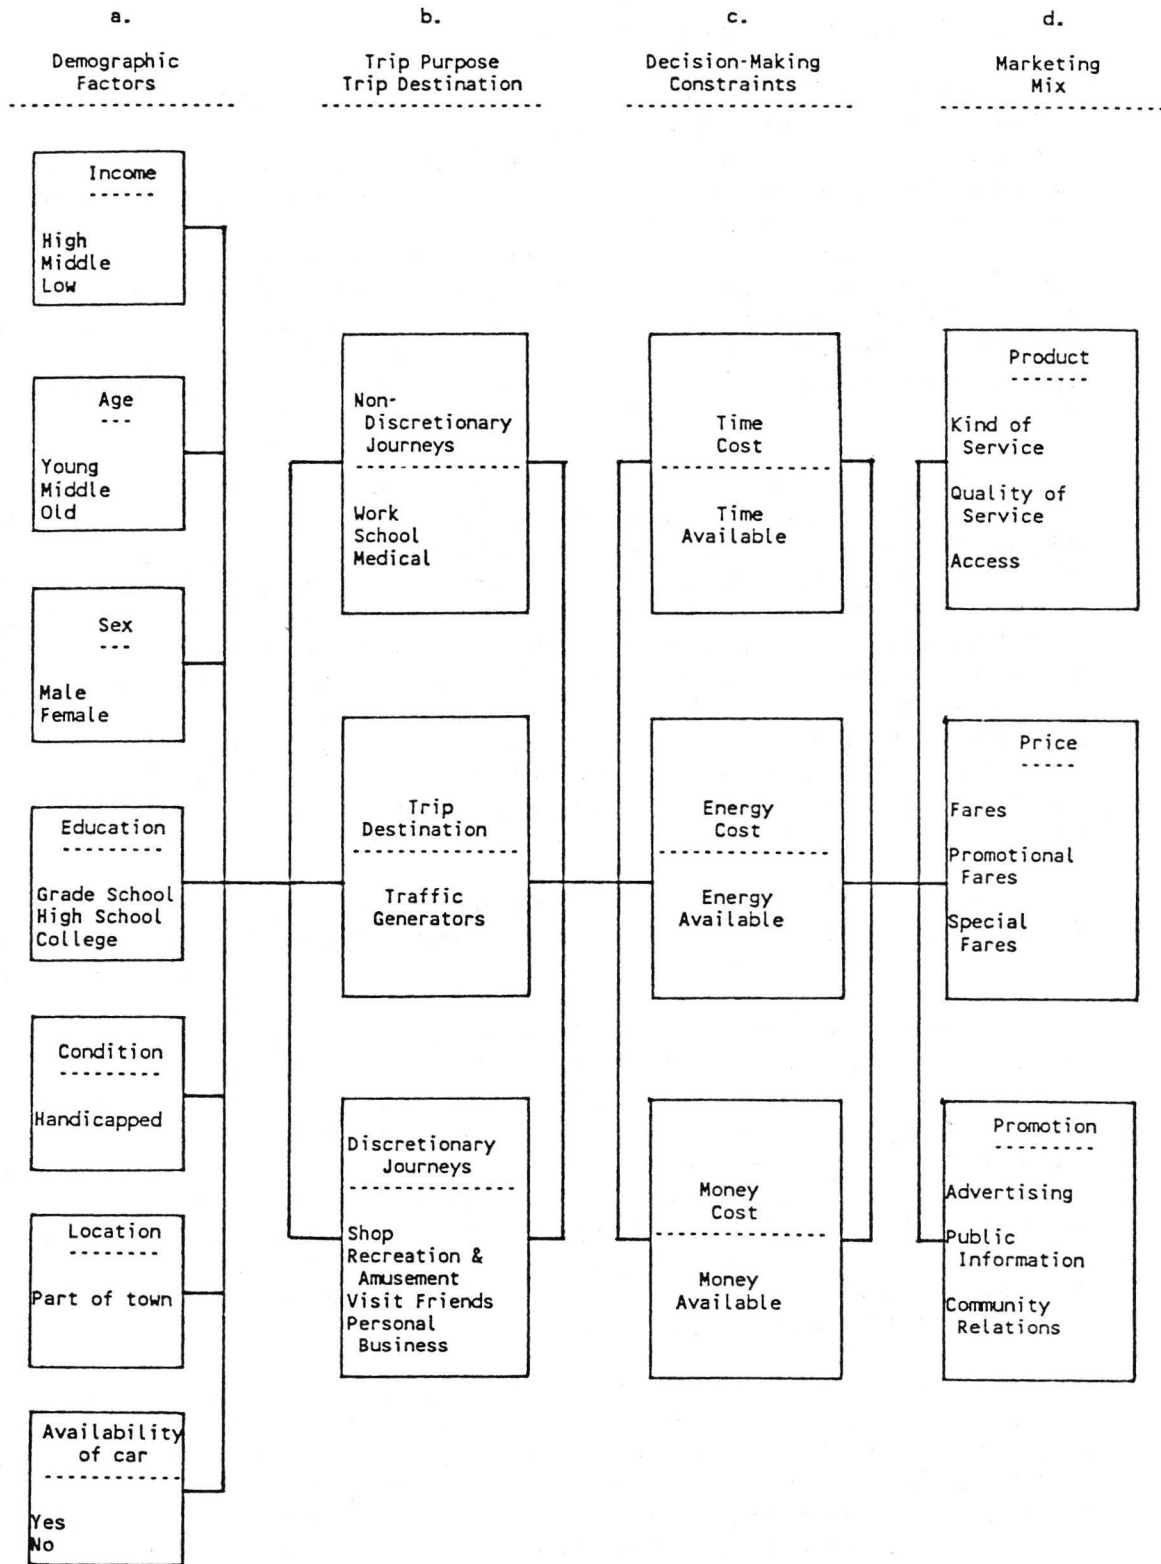 a.
Demographic
Factors
Income
High
Middle
Low
Age
Young
Middle
Old
Sex
Male
Female
Education
Grade School
High School
College
Condition
Handicapped
Location
Part of town
Availability
of car
Yes
No
b.
Trip Purpose
Trip Destination
Non-
Discretionary
Journeys
Work
School
Medical
Trip
Destination
Traffic
Generators
Discretionary
Journeys
Shop
Recreation &
Amusement
Visit Friends
Personal
Business
c.
Decision-Making
Constraints
Time
Cost
Time
Available
Energy
Cost
Energy
Available
Money
Cost
Money
Available
d.
Marketing
Mix
Product
Kind of
Service
Quality of
Service
Access
Price
Fares
Promotional
Fares
Special
Fares
Promotion
Advertising
Public
Information
Community
Relations